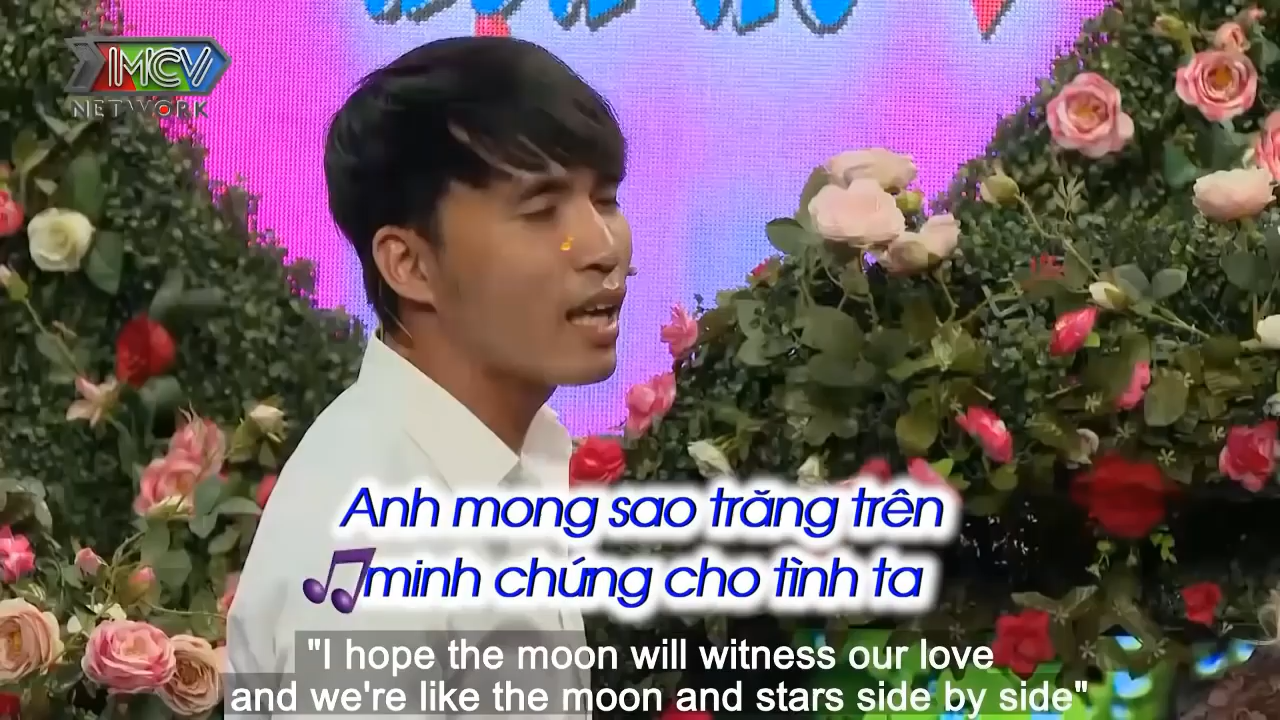 MCV
NETWORK
Anh mong sao trăng trên
minh chứng cho tình ta
"I hope the moon will witness our love
and we're like the moon and stars side by side"